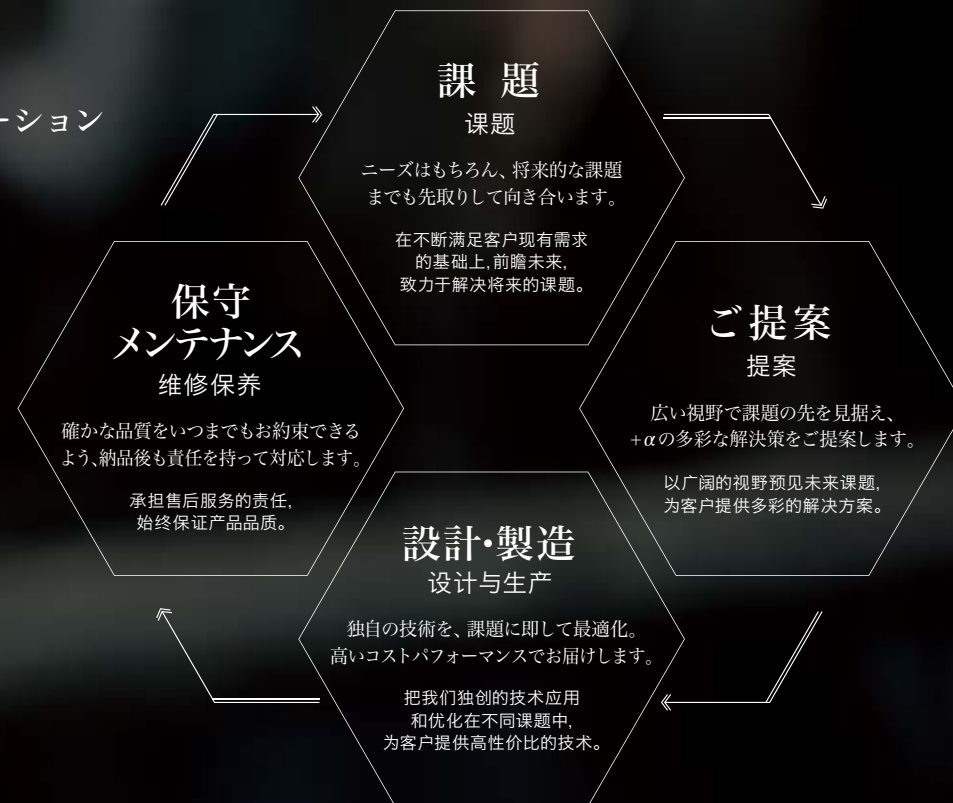 ーション
課 題
课题
ニーズはもちろん、将来的な課題
までも先取りして向き合います。
在不断满足客户现有需求
的基础上,前瞻未来,
致力于解决将来的课题。
ご提案
提案
広い視野で課題の先を見据え、
+αの多彩な解決策をご提案します。
以广阔的视野预见未来课题,
为客户提供多彩的解决方案。
設計・製造
设计与生产
独自の技術を、課題に即して最適化。
高いコストパフォーマンスでお届けします。
把我们独创的技术应用
和优化在不同课题中,
为客户提供高性价比的技术。
保守
メンテナンス
维修保养
確かな品質をいつまでもお約束できる
よう、納品後も責任を持って対応します。
承担售后服务的责任,
始终保证产品品质。